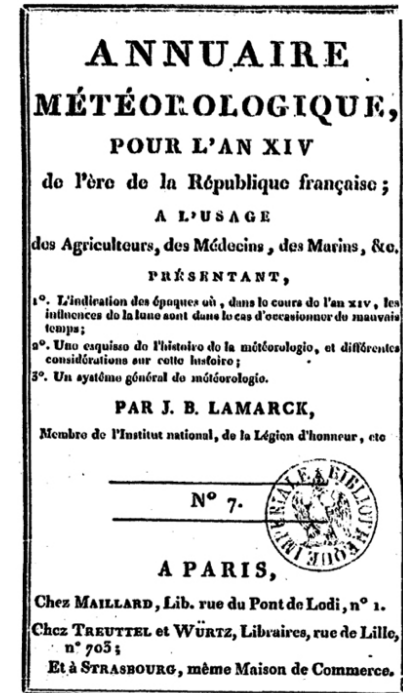 ANNUAIRE
MÉTÉOROLOGIQUE,
POUR L'AN XIV
de l'ère de la République française ;
A L'USAGE
des Agriculteurs, des Médecins, des Marins, &c.
PRÉSENTANT,
1°. L'indication des époques où, dans le cours de l'an XIV, les
influences de la lune sont dans le cas d'occasionner du mauvais
temps ;
2°. Une esquisse de l'histoire de la météorologie, et différentes
considérations sur cette histoire ;
3°. Un systême général de météorologie.
PAR J. B. LAMARCK,
Membre de l'Institut national, de la Légion d'honneur, etc
N° 7.
BIBLIOTHEQUE IMPERIALE
A PARIS,
Chez MAILLARD, Lib. rue du Pont de Lodi, n° 1.
Chez TREUTTEL et WÜRTZ, Libraires, rue de Lille,
n° 703 ;
Et à STRASBOURG, même Maison de Commerce.